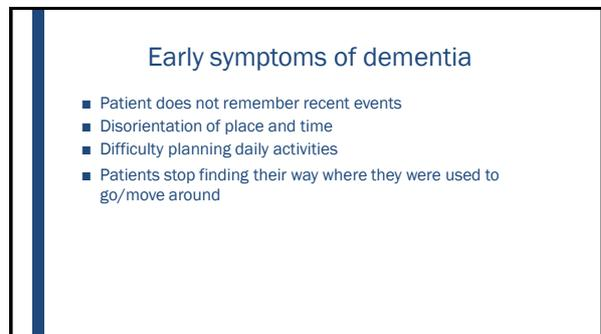 Early symptoms of dementia
■ Patient does not remember recent events
■ Disorientation of place and time
■ Difficulty planning daily activities
■ Patients stop finding their way where they were used to
go/move around